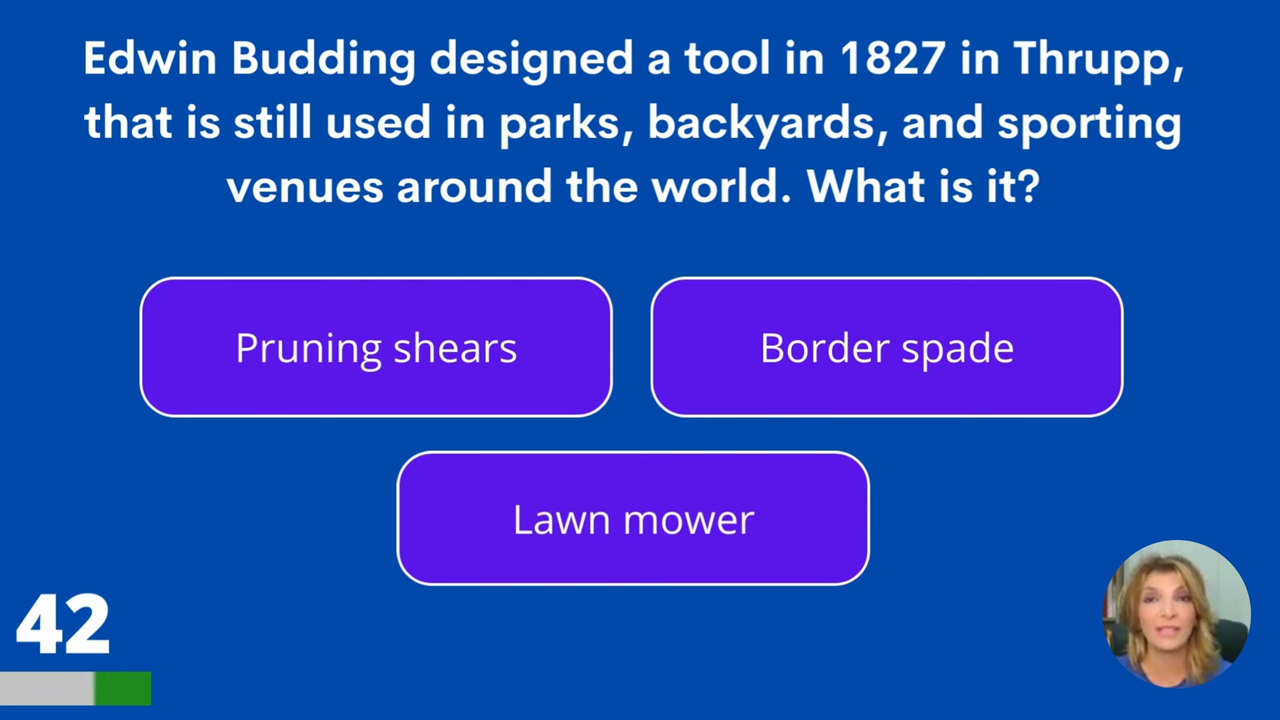 Edwin Budding designed a tool in 1827 in Thrupp,
that is still used in parks, backyards, and sporting
venues around the world. What is it?
Pruning shears
Border spade
Lawn mower
42